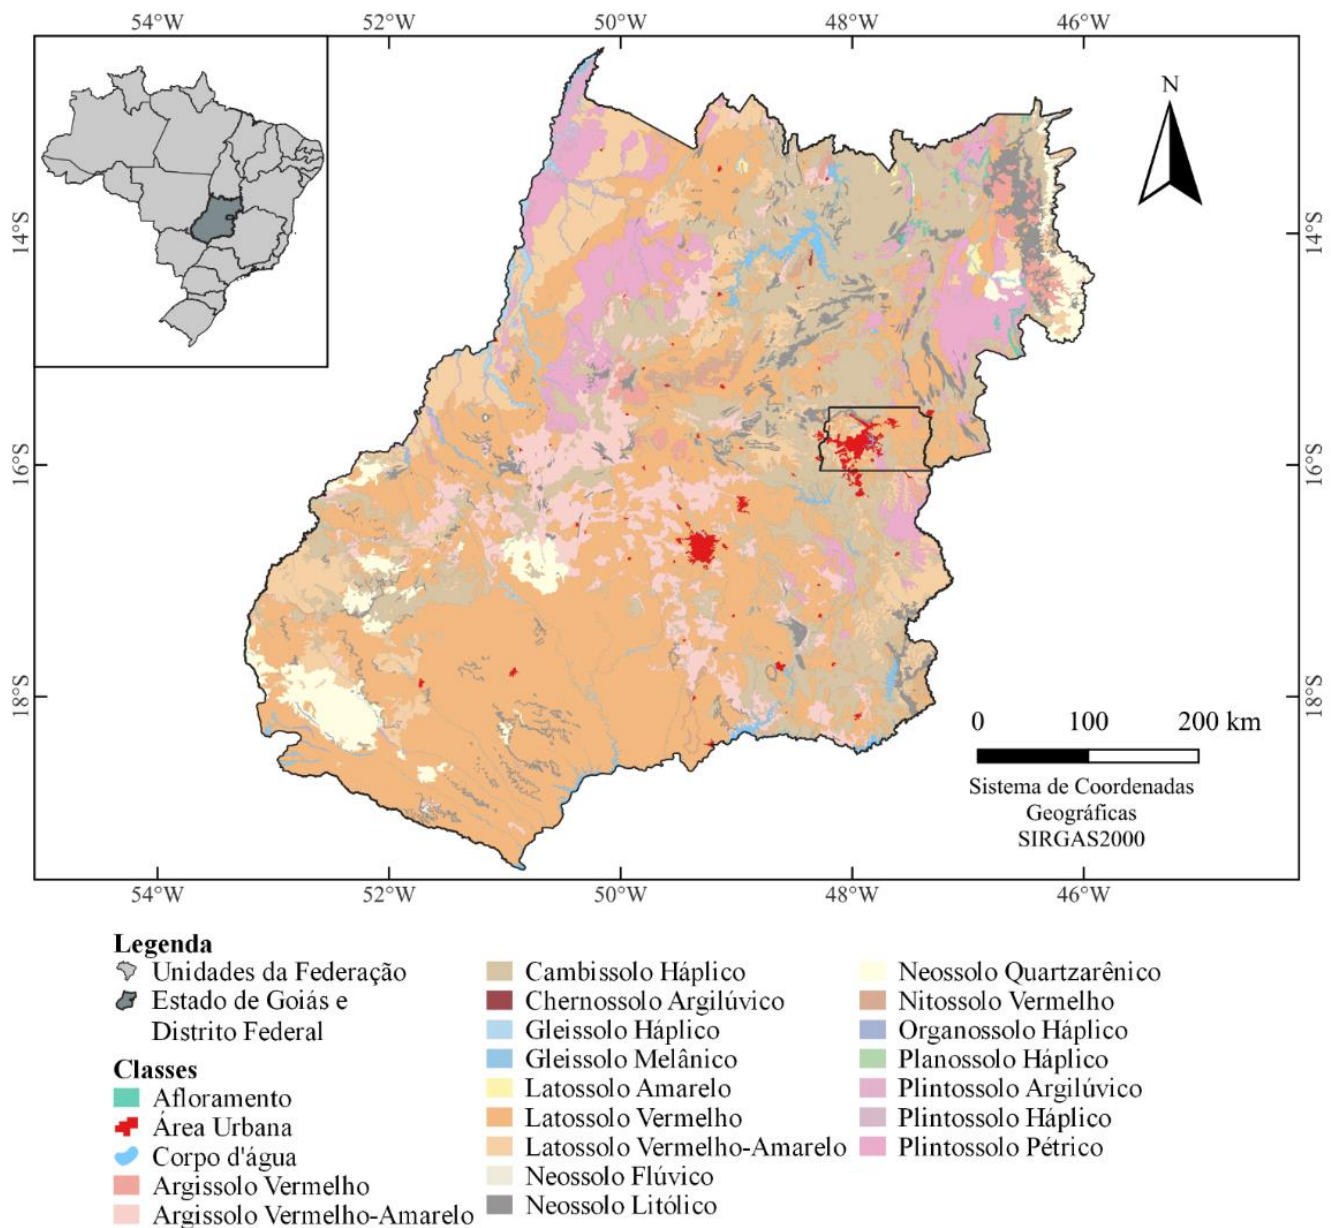 54°W 52°W 50°W 48°W 46°W
N
14°S 14°S
16°S 16°S
18°S 18°S
0 100 200 km
Sistema de Coordenadas
Geográficas
SIRGAS2000
54°W 52°W 50°W 48°W 46°W
Legenda
Unidades da Federação
Estado de Goiás e
Distrito Federal
Classes
Afloramento
Área Urbana
Corpo d'água
Argissolo Vermelho
Argissolo Vermelho-Amarelo
Cambissolo Háplico
Chernossolo Argilúvico
Gleissolo Háplico
Gleissolo Melânico
Latossolo Amarelo
Latossolo Vermelho
Latossolo Vermelho-Amarelo
Neossolo Flúvico
Neossolo Litólico
Neossolo Quartzarênico
Nitossolo Vermelho
Organossolo Háplico
Planossolo Háplico
Plintossolo Argilúvico
Plintossolo Háplico
Plintossolo Pétrico